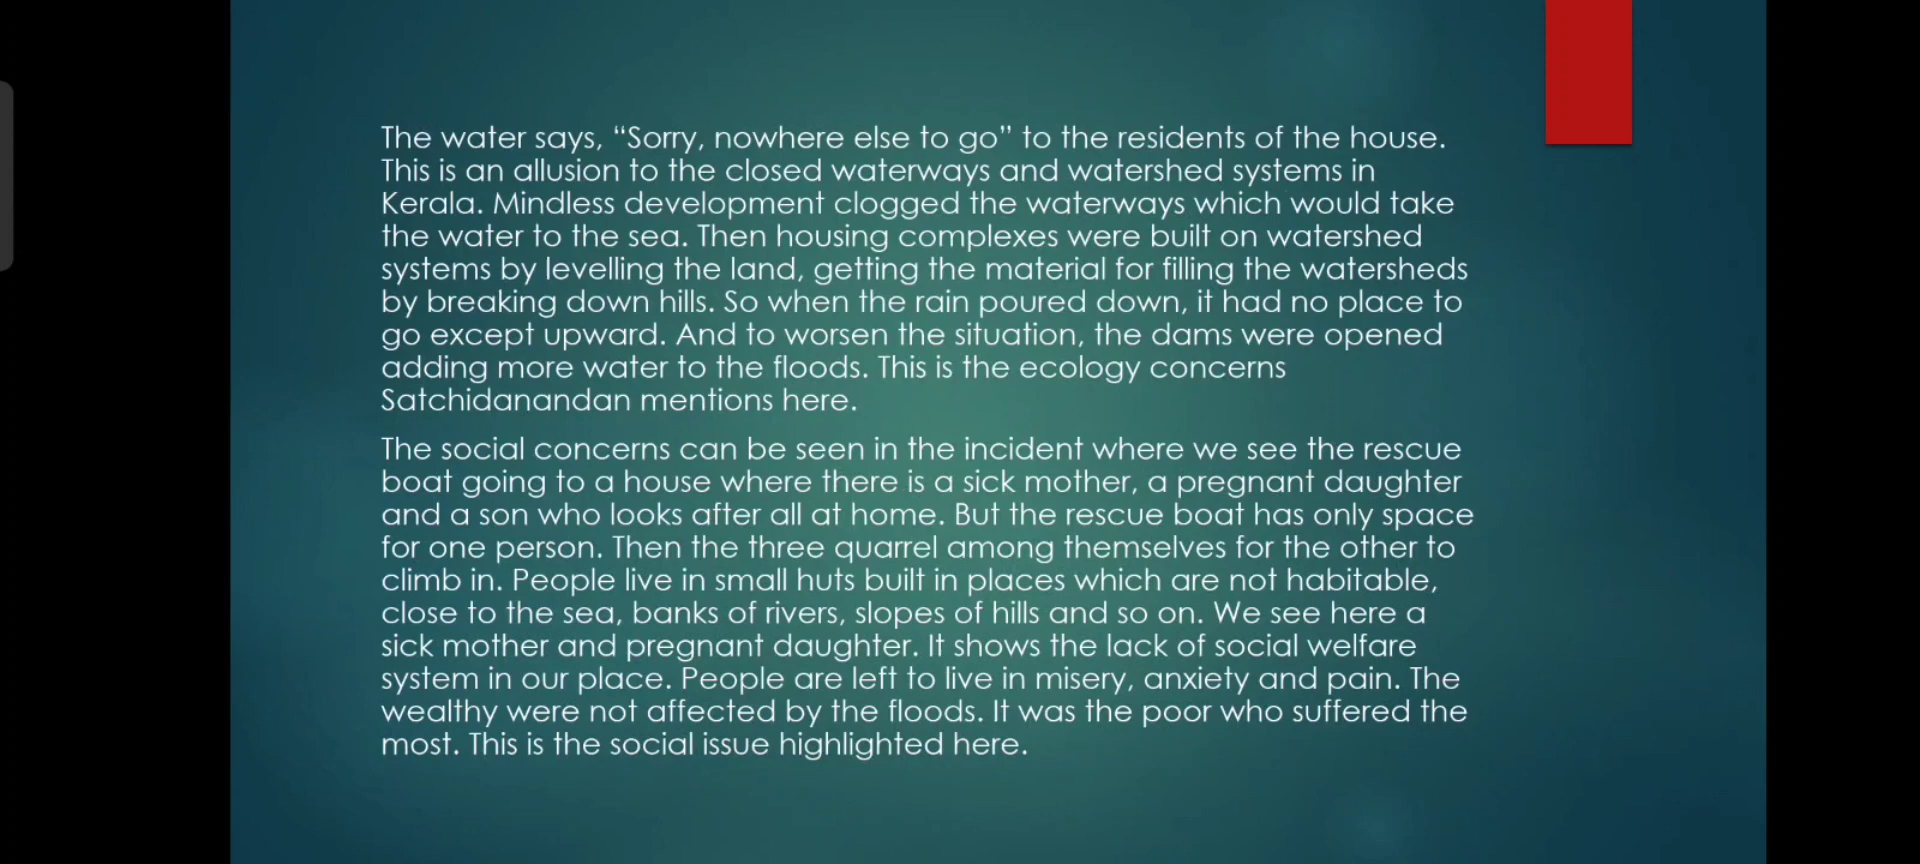 The water says, “Sorry, nowhere else to go” to the residents of the house.
This is an allusion to the closed waterways and watershed systems in
Kerala. Mindless development clogged the waterways which would take
the water to the sea. Then housing complexes were built on watershed
systems by levelling the land, getting the material for filling the watersheds
by breaking down hills. So when the rain poured down, it had no place to
go except upward. And to worsen the situation, the dams were opened
adding more water to the floods. This is the ecology concerns
Satchidanandan mentions here.
The social concerns can be seen in the incident where we see the rescue
boat going to a house where there is a sick mother, a pregnant daughter
and a son who looks after all at home. But the rescue boat has only space
for one person. Then the three quarrel among themselves for the other to
climb in. People live in small huts built in places which are not habitable,
close to the sea, banks of rivers, slopes of hills and so on. We see here a
sick mother and pregnant daughter. It shows the lack of social welfare
system in our place. People are left to live in misery, anxiety and pain. The
wealthy were not affected by the floods. It was the poor who suffered the
most. This is the social issue highlighted here.